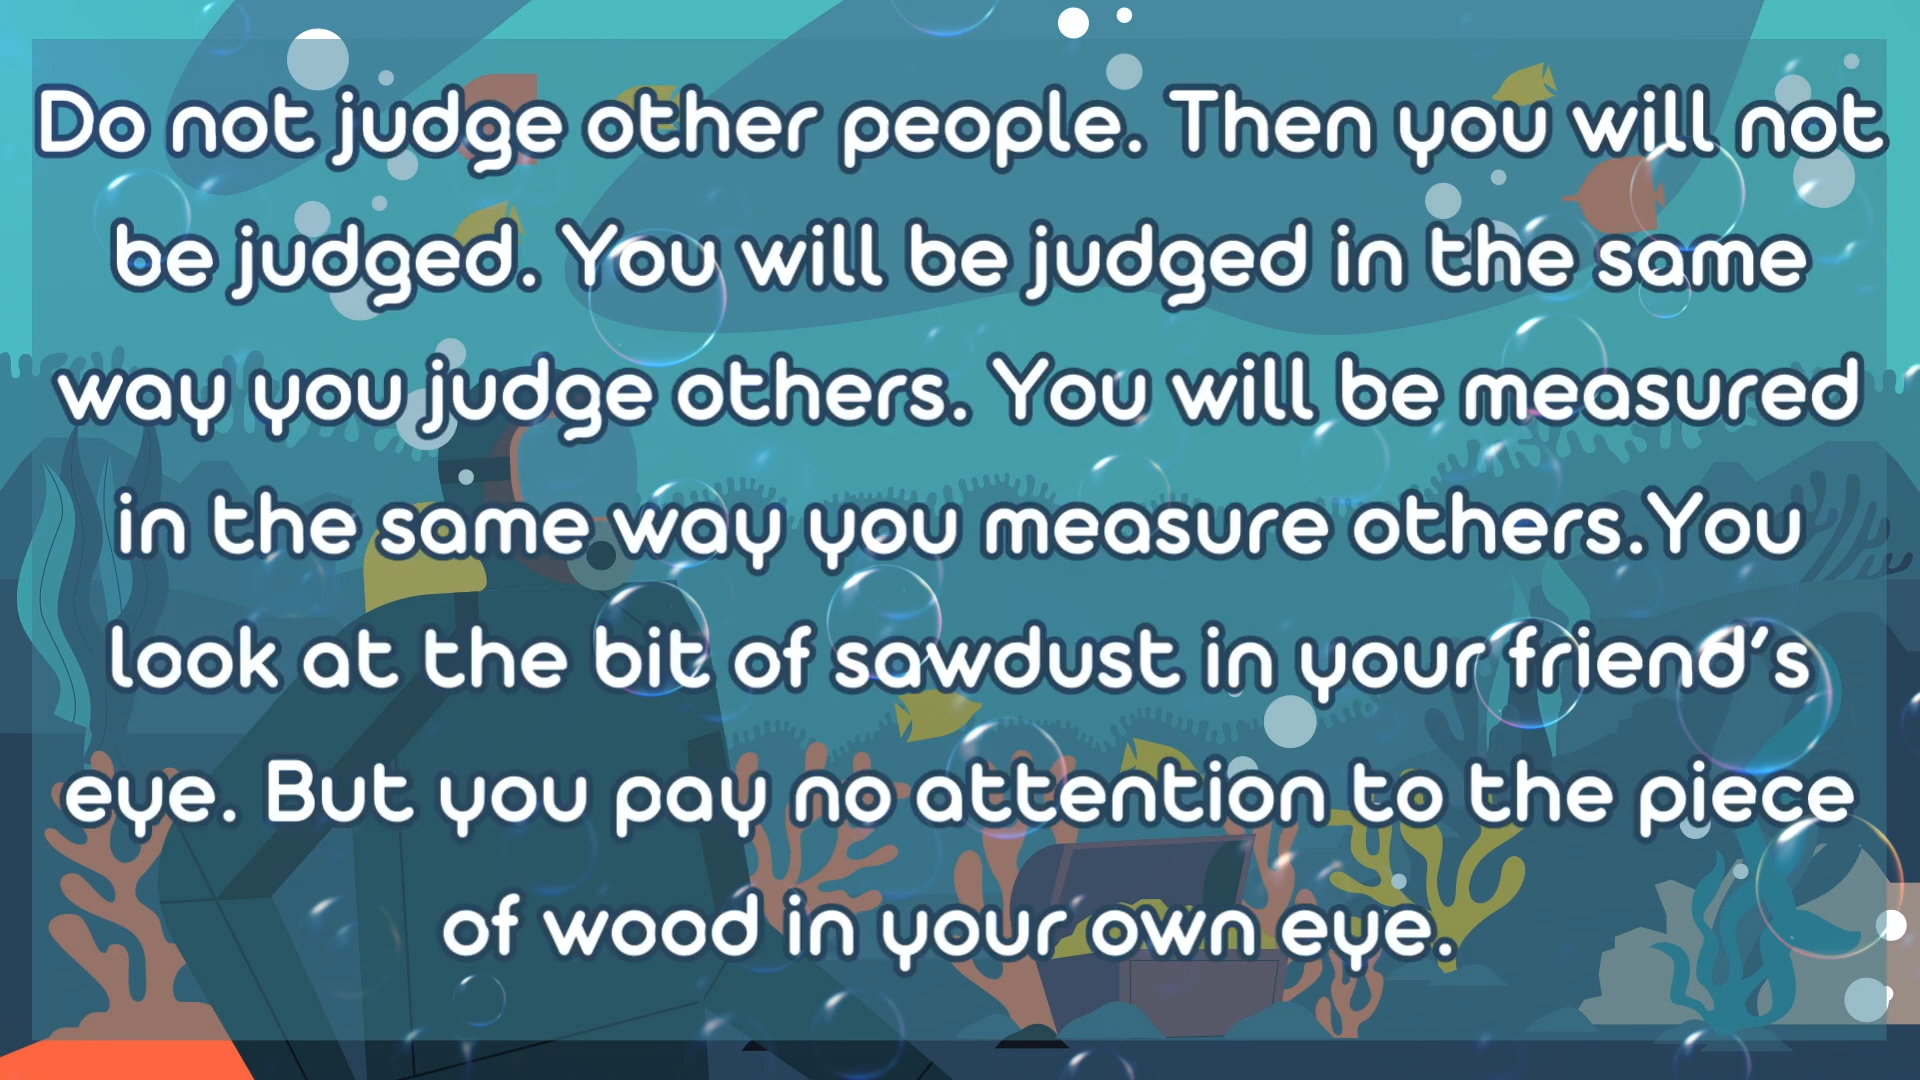 Do not judge other people. Then you will not
be judged. You will be judged in the same
way you judge others. You will be measured
in the same way you measure others.You
look at the bit of sawdust in your friend’s
eye. But you pay no attention to the piece
of wood in your own eye.